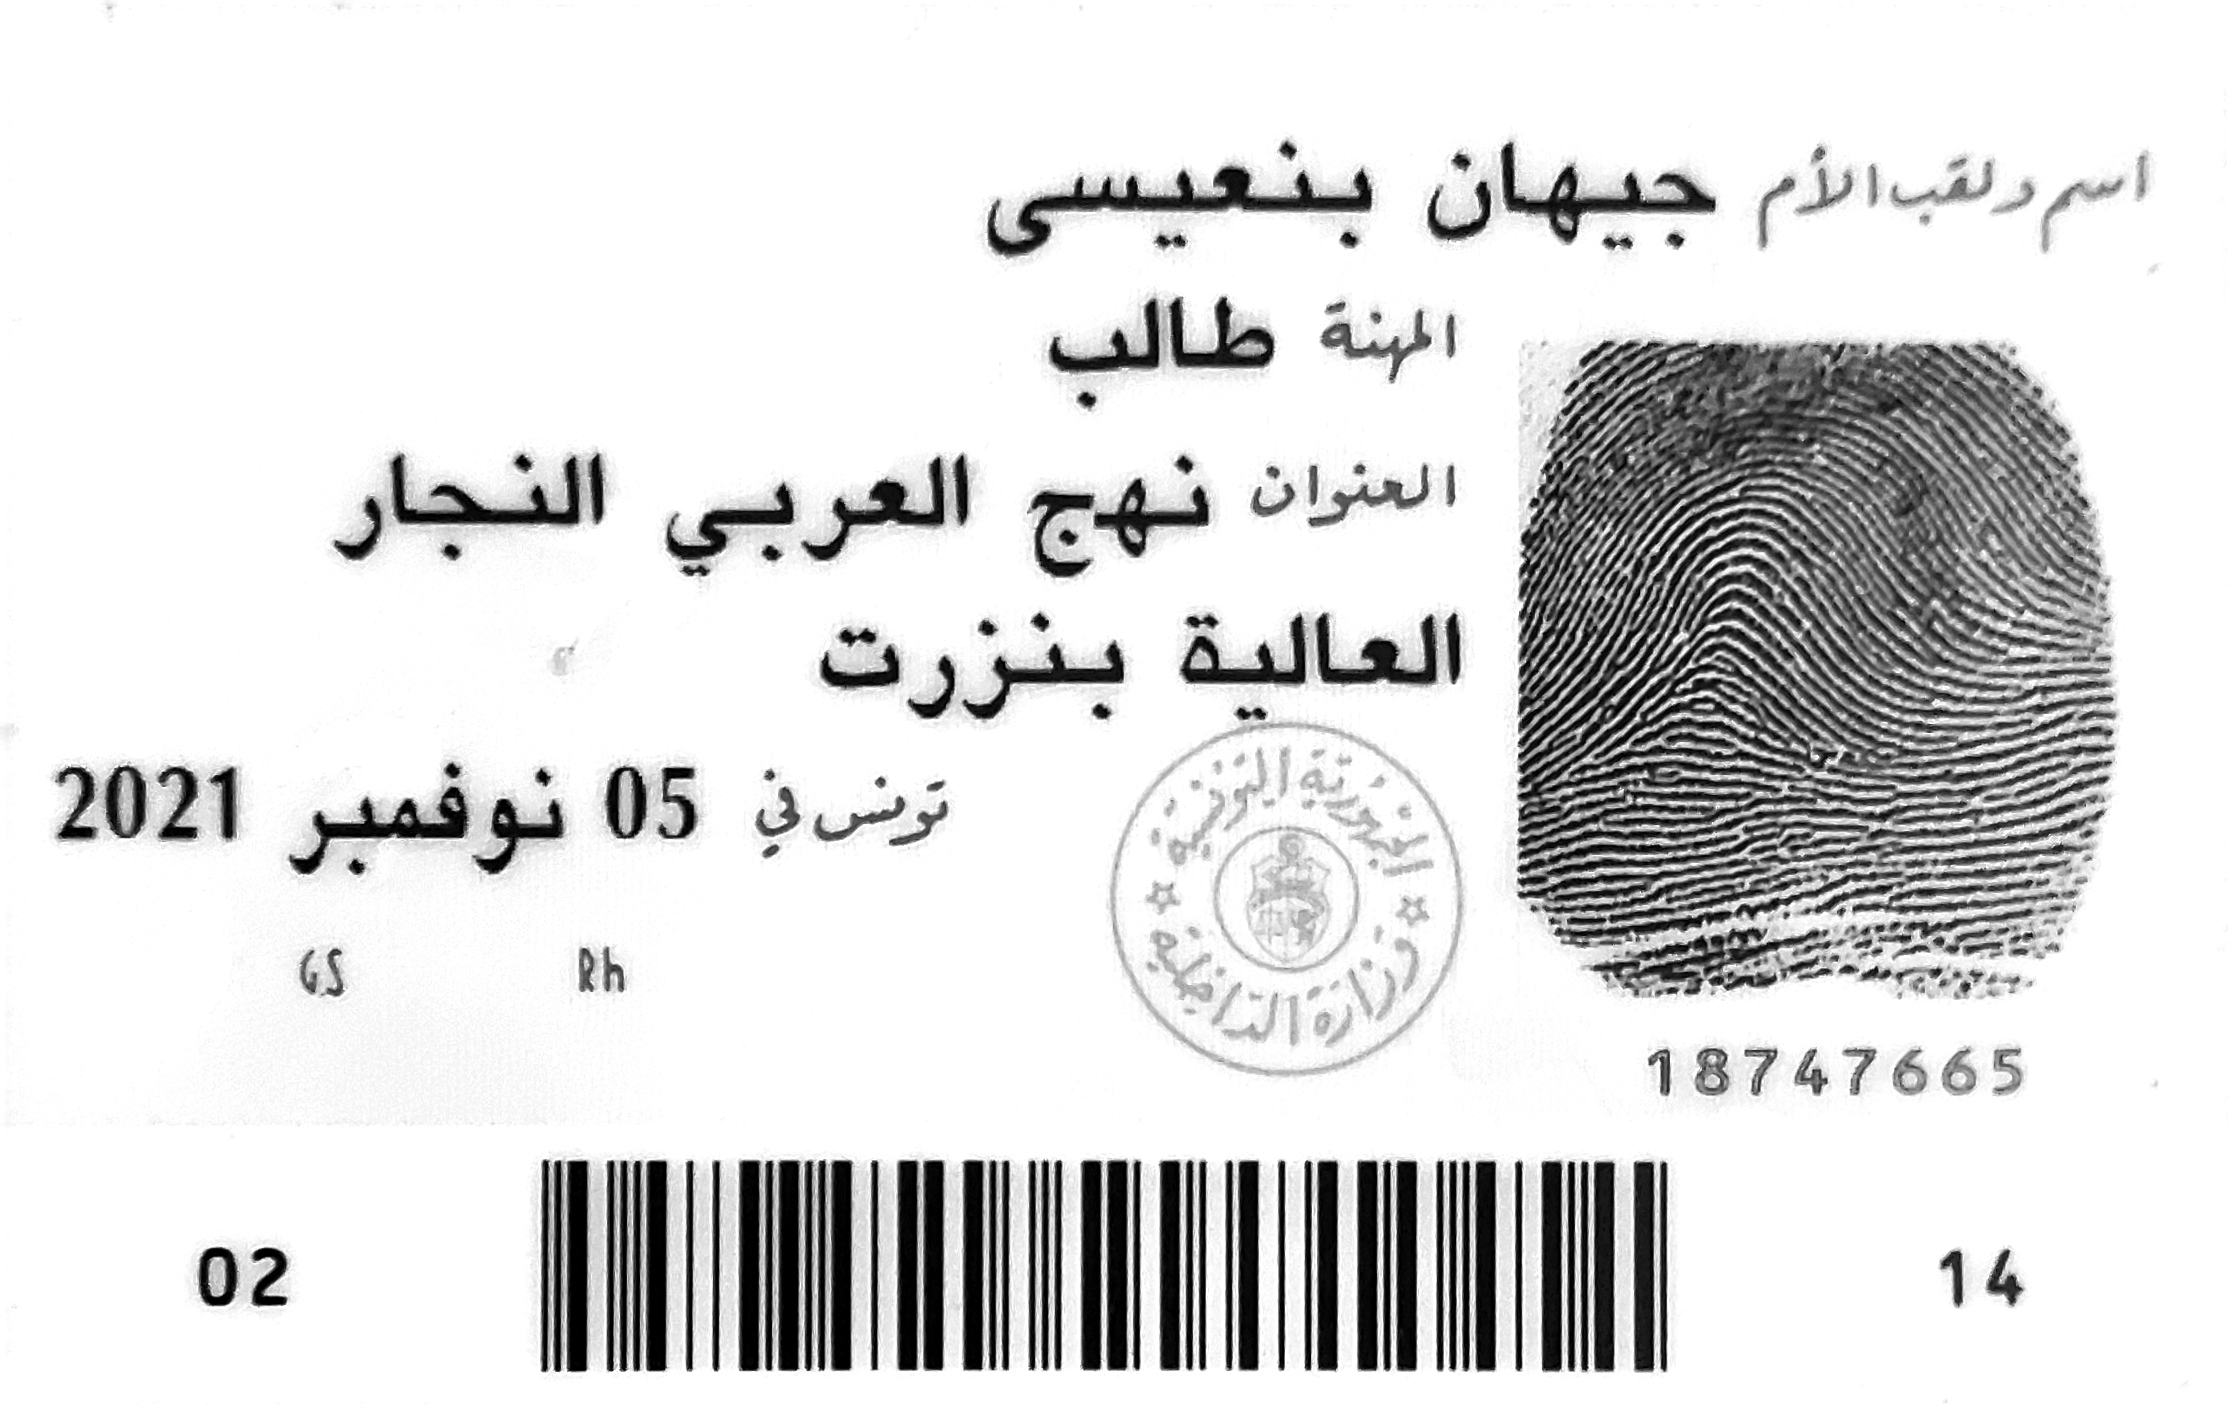 اسم ولقب الأم جيهان بنعيسى
المهنة طالب
العنوان نهج العربي النجار
العالية بنزرت
تونس في 05 نوفمبر 2021
الجمهورية التونسية
وزارة الداخلية
Rh
GS
18747665
14
02